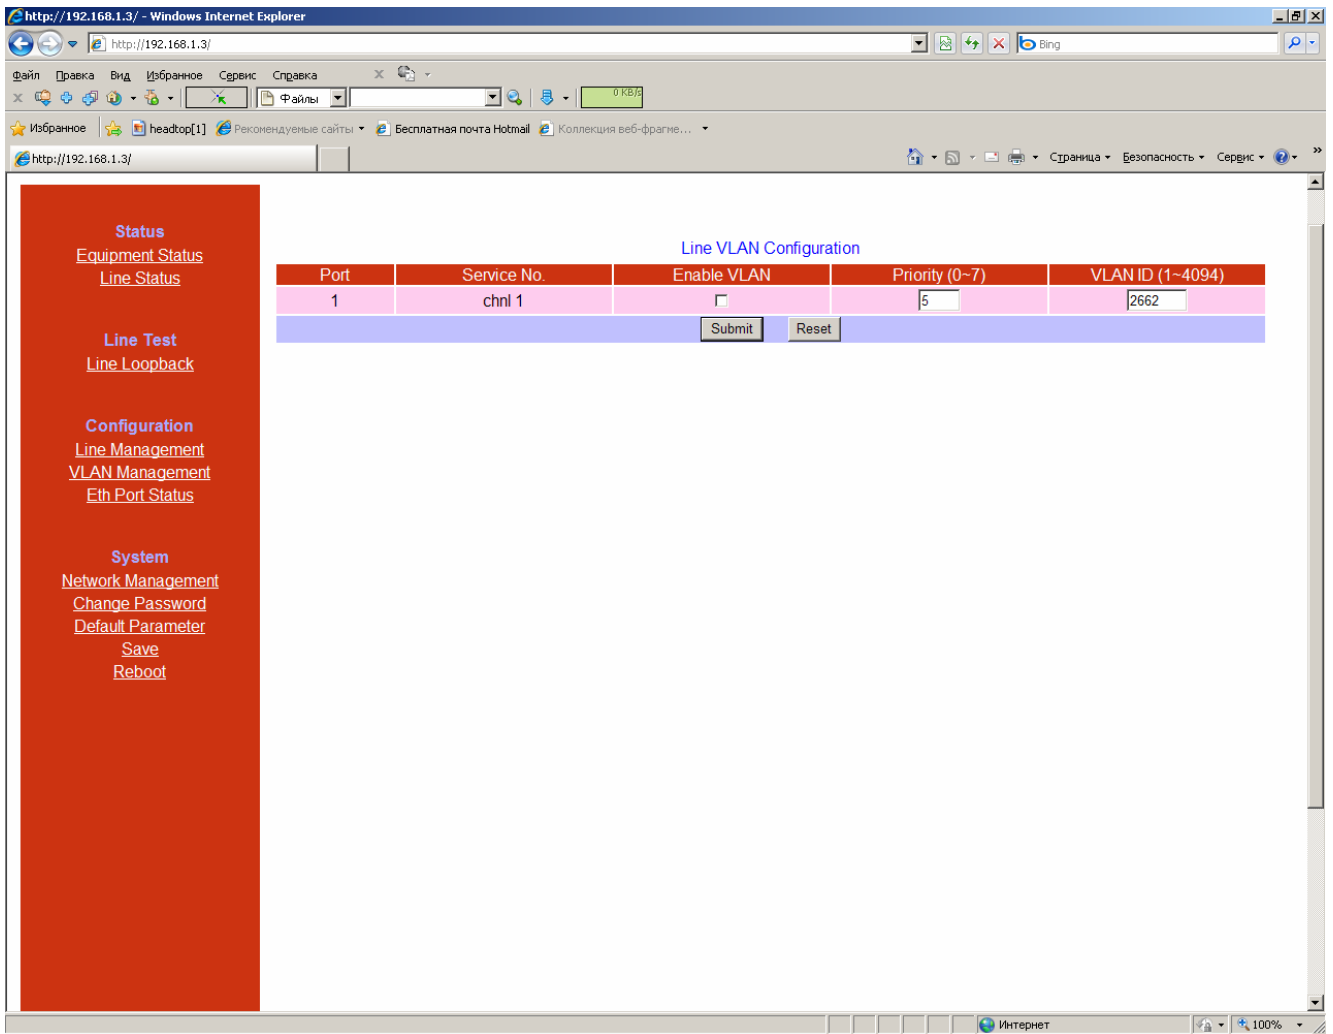 http://192.168.1.3/ - Windows Internet Explorer
http://192.168.1.3/
Bing
Файл Правка Вид Избранное Сервис Справка
Файлы
0 KB/s
Избранное headtop[1] Рекомендуемые сайты Бесплатная почта Hotmail Коллекция веб-фрагме...
http://192.168.1.3/
Страница Безопасность Сервис »
Status
Equipment Status
Line Status
Line Test
Line Loopback
Configuration
Line Management
VLAN Management
Eth Port Status
System
Network Management
Change Password
Default Parameter
Save
Reboot
Line VLAN Configuration
Port Service No. Enable VLAN Priority (0~7) VLAN ID (1~4094)
1 chnl 1 5 2662
Submit Reset
Интернет 100%